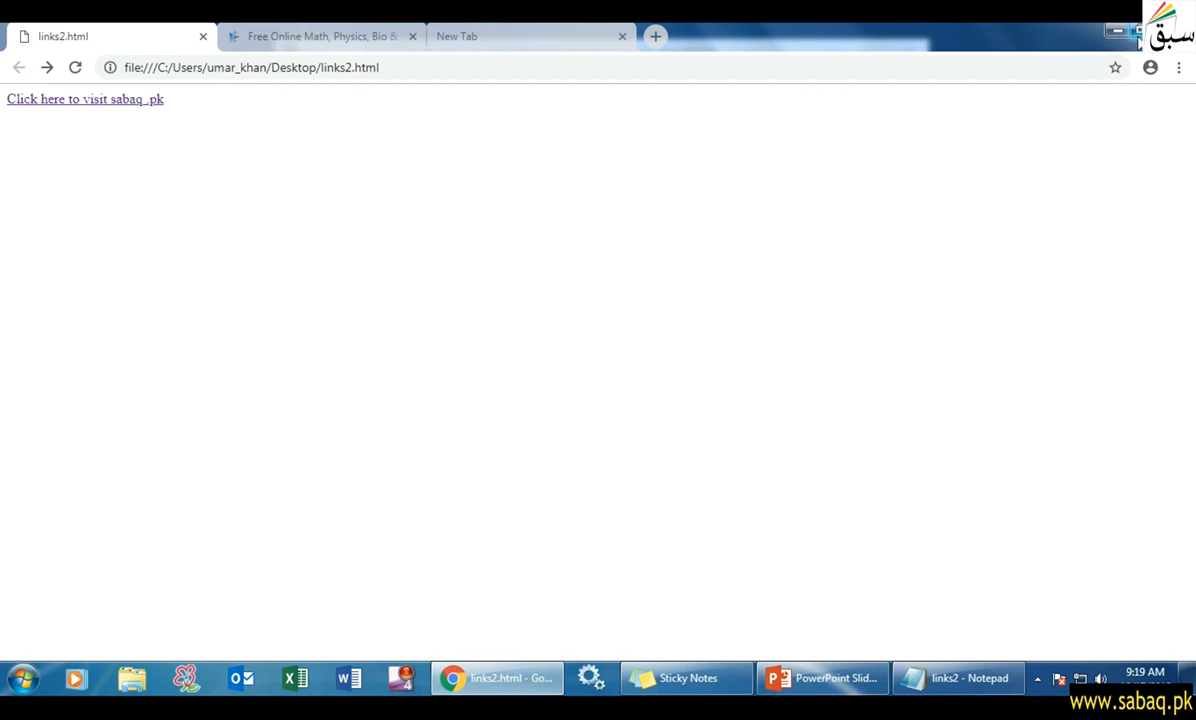 links2.html
Free Online Math, Physics, Bio &
New Tab
سبق
file:///C:/Users/umar_khan/Desktop/links2.html
Click here to visit sabaq .pk
links2.html - Go...
Sticky Notes
PowerPoint Slid...
links2 - Notepad
9:19 AM
www.sabaq.pk